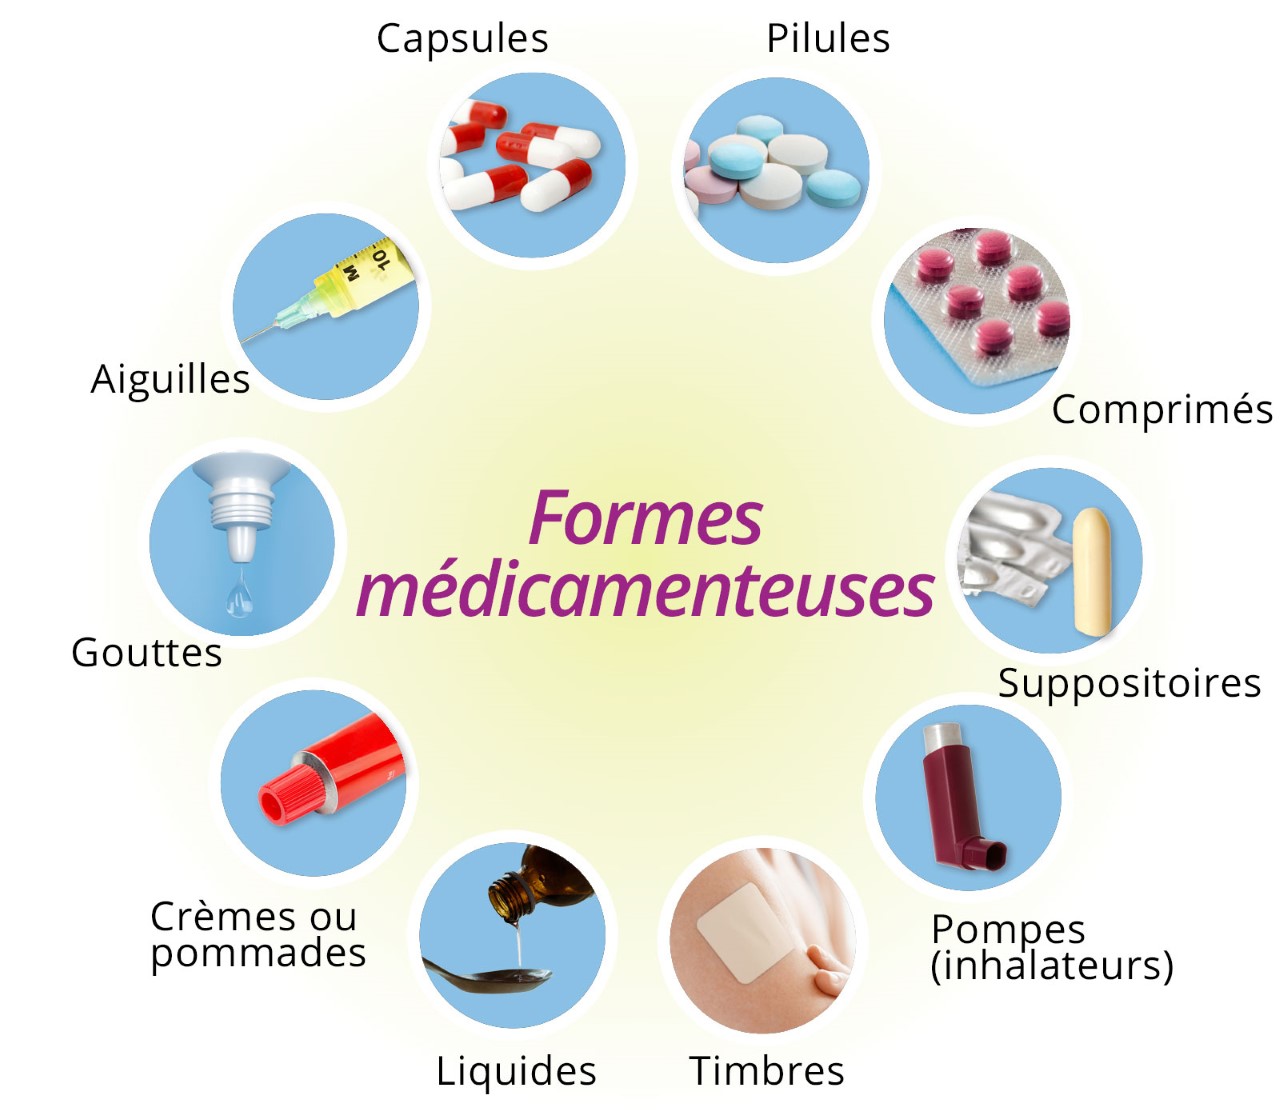 Capsules
Pilules
Aiguilles
10
M
Comprimés
Formes
médicamenteuses
Gouttes
Suppositoires
Crèmes ou
pommades
Pompes
(inhalateurs)
Liquides
Timbres